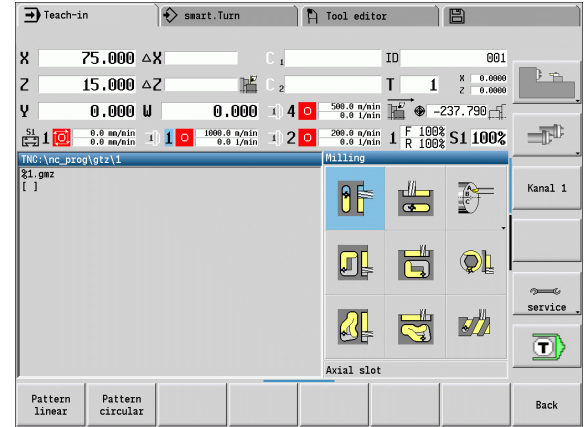 Teach-in
smart.Turn
Tool editor
X 75.000 ΔX C 1 ID 001
Z 15.000 ΔZ C 2 T 1 X 0.0000
Z 0.0000
Y 0.000 W 0.000 4 500.0 m/min
0.0 1/min -237.790
S1 1 0.0 mm/min
0.0 mm/min 1 1000.0 m/min
0.0 1/min 2 200.0 m/min
0.0 1/min 1 F 100%
R 100% S1 100%
TNC:\nc_prog\gtz\1
%1.gmz
[ ]
Milling
A
B
C
Axial slot
Kanal 1
service
T
Pattern
linear
Pattern
circular
Back